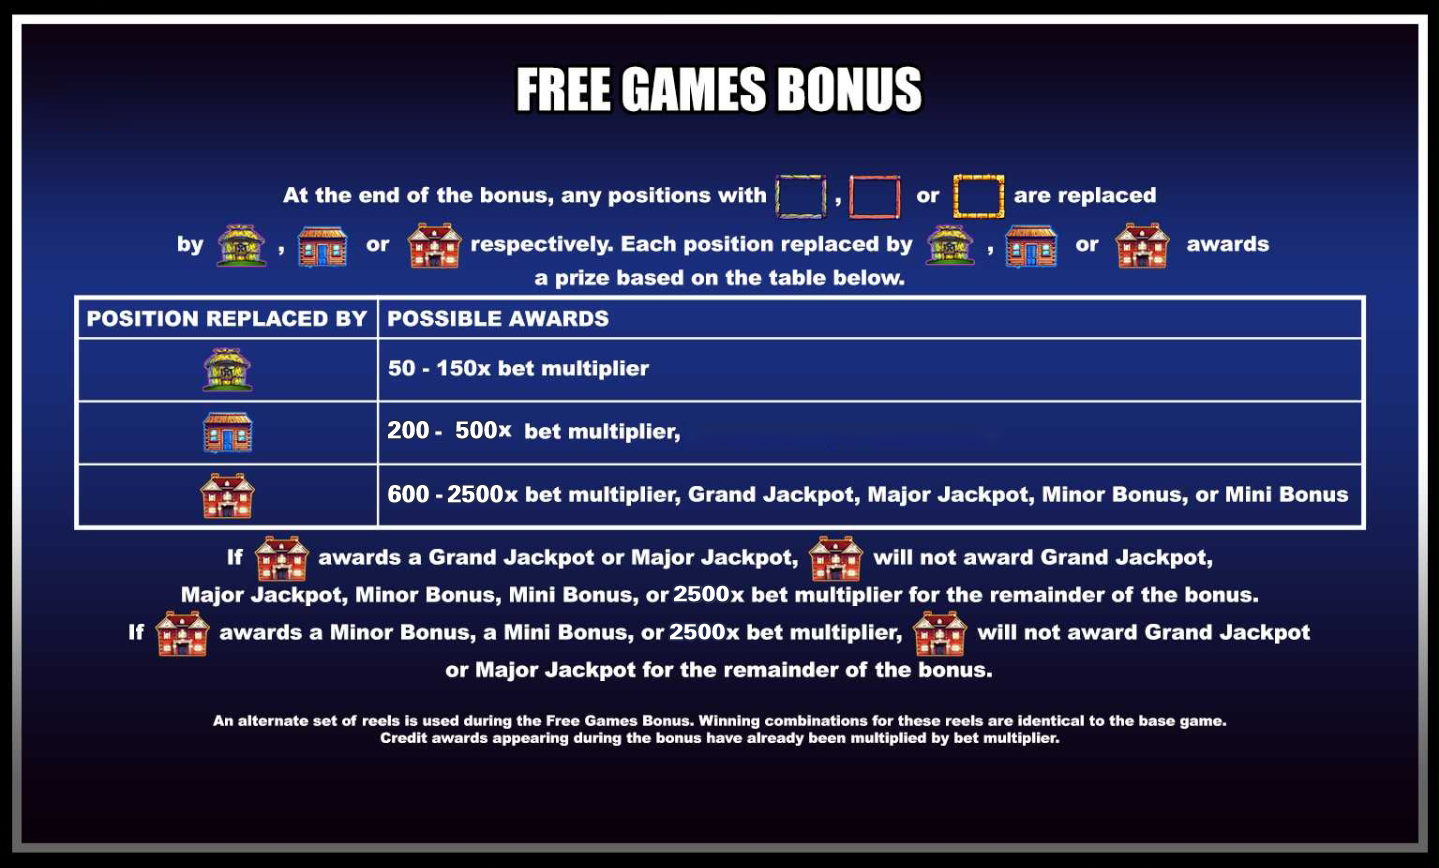 FREE GAMES BONUS
At the end of the bonus, any positions with , or are replaced
by , or respectively. Each position replaced by , or awards
a prize based on the table below.
POSITION REPLACED BY POSSIBLE AWARDS
50 - 150x bet multiplier
200 - 500x bet multiplier,
600 - 2500x bet multiplier, Grand Jackpot, Major Jackpot, Minor Bonus, or Mini Bonus
If awards a Grand Jackpot or Major Jackpot, will not award Grand Jackpot,
Major Jackpot, Minor Bonus, Mini Bonus, or 2500x bet multiplier for the remainder of the bonus.
If awards a Minor Bonus, a Mini Bonus, or 2500x bet multiplier, will not award Grand Jackpot
or Major Jackpot for the remainder of the bonus.
An alternate set of reels is used during the Free Games Bonus. Winning combinations for these reels are identical to the base game.
Credit awards appearing during the bonus have already been multiplied by bet multiplier.